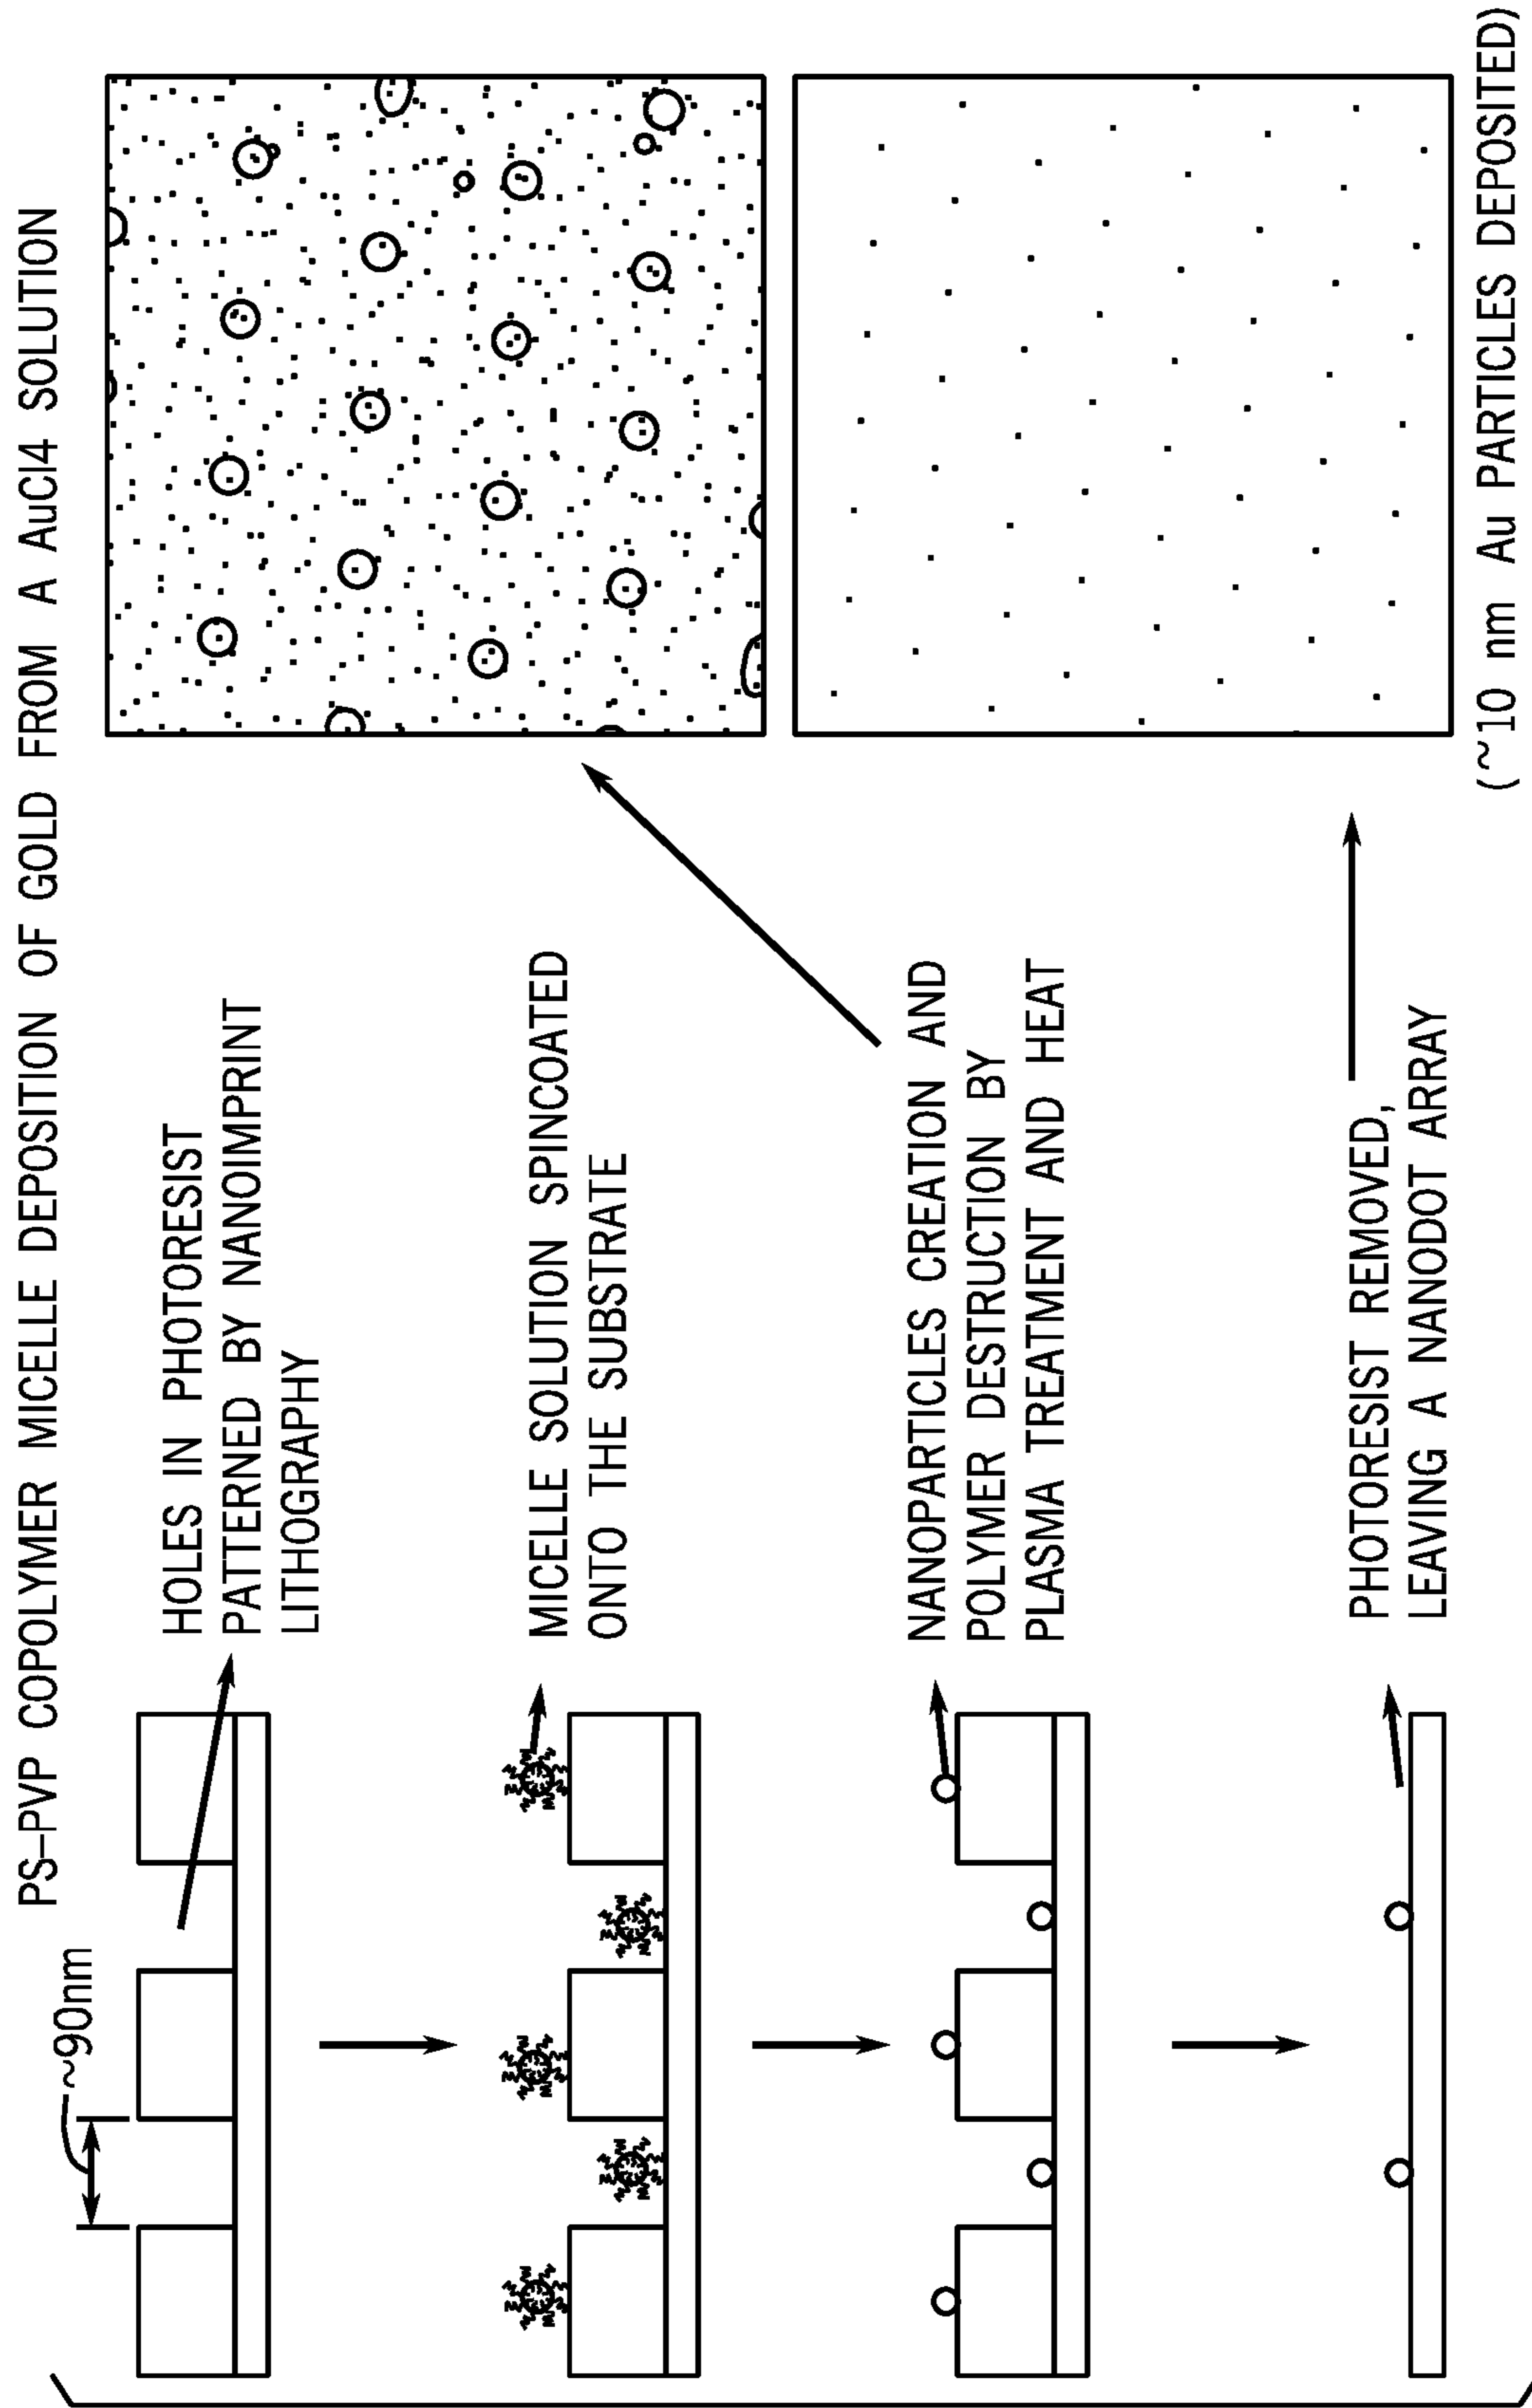 PS-PVP COPOLYMER MICELLE DEPOSITION OF GOLD FROM A AuCl4 SOLUTION
~90nm
HOLES IN PHOTORESIST
PATTERNED BY NANOIMPRINT
LITHOGRAPHY
MICELLE SOLUTION SPINCOATED
ONTO THE SUBSTRATE
NANOPARTICLES CREATION AND
POLYMER DESTRUCTION BY
PLASMA TREATMENT AND HEAT
PHOTORESIST REMOVED,
LEAVING A NANODOT ARRAY
(~10 nm Au PARTICLES DEPOSITED)